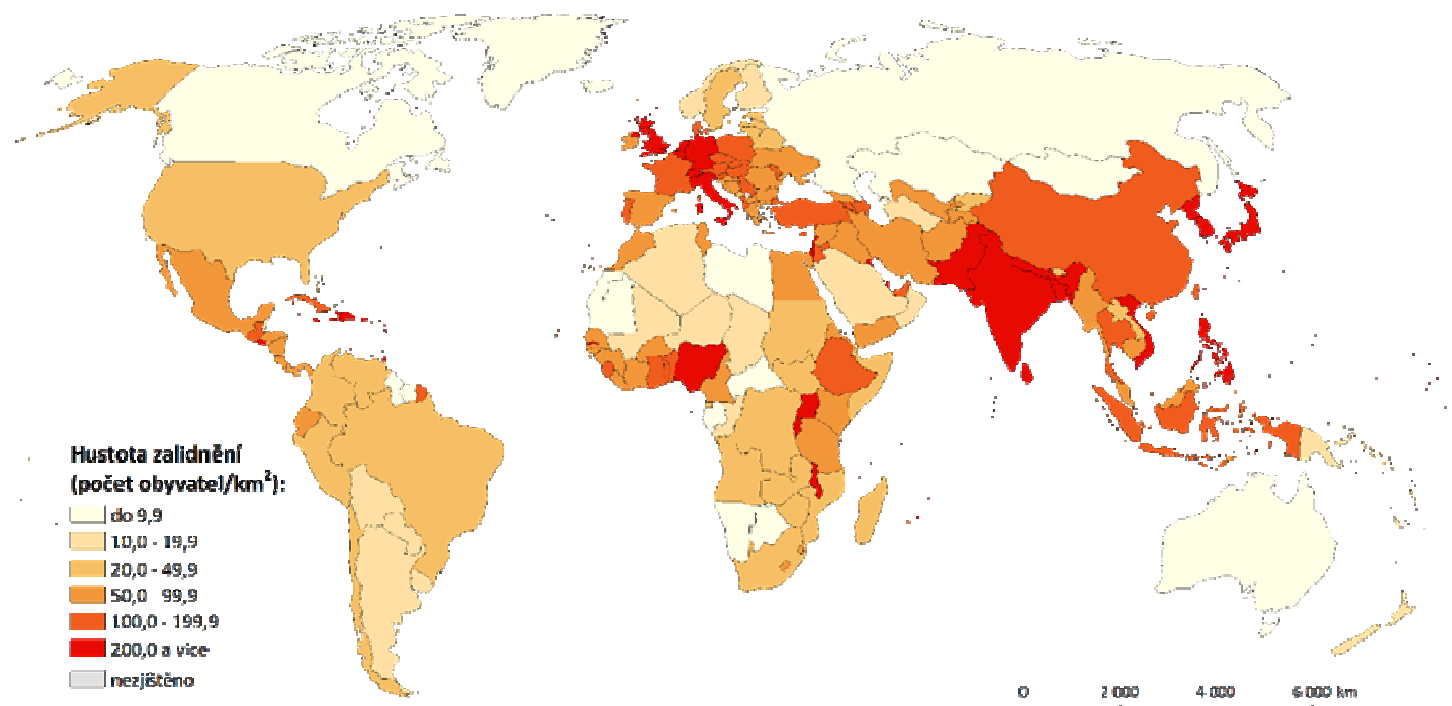 Hustota zalidnění
(počet obyvatel/km²):
do 9,9
10,0 - 19,9
20,0 - 49,9
50,0 99,9
100,0 - 199,9
200,0 a více
nezjištěno
0 2 000 4 000 6 000 km